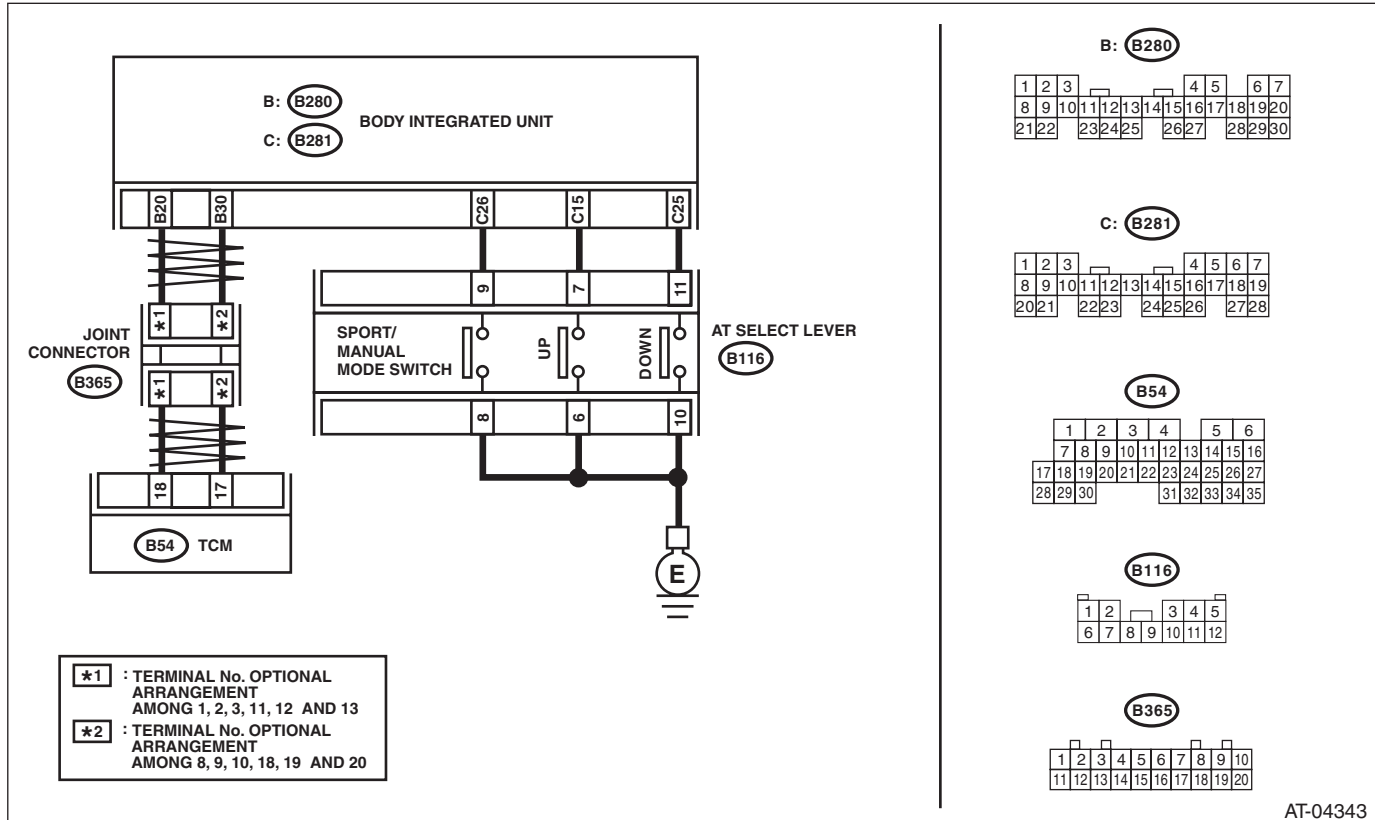 B: B280
C: B281
BODY INTEGRATED UNIT
B20 B30 C26 C15 C25
*1 *2
JOINT
CONNECTOR
B365
*1 *2
18 17
B54 TCM
9 7 11
SPORT/
MANUAL
MODE SWITCH
UP
DOWN
AT SELECT LEVER
B116
8 6 10
E
*1 : TERMINAL No. OPTIONAL
ARRANGEMENT
AMONG 1, 2, 3, 11, 12 AND 13
*2 : TERMINAL No. OPTIONAL
ARRANGEMENT
AMONG 8, 9, 10, 18, 19 AND 20
B: B280
1 2 3 4 5 6 7
8 9 10 11 12 13 14 15 16 17 18 19 20
21 22 23 24 25 26 27 28 29 30
C: B281
1 2 3 4 5 6 7
8 9 10 11 12 13 14 15 16 17 18 19
20 21 22 23 24 25 26 27 28
B54
1 2 3 4 5 6
7 8 9 10 11 12 13 14 15 16
17 18 19 20 21 22 23 24 25 26 27
28 29 30 31 32 33 34 35
B116
1 2 3 4 5
6 7 8 9 10 11 12
B365
1 2 3 4 5 6 7 8 9 10
11 12 13 14 15 16 17 18 19 20
AT-04343